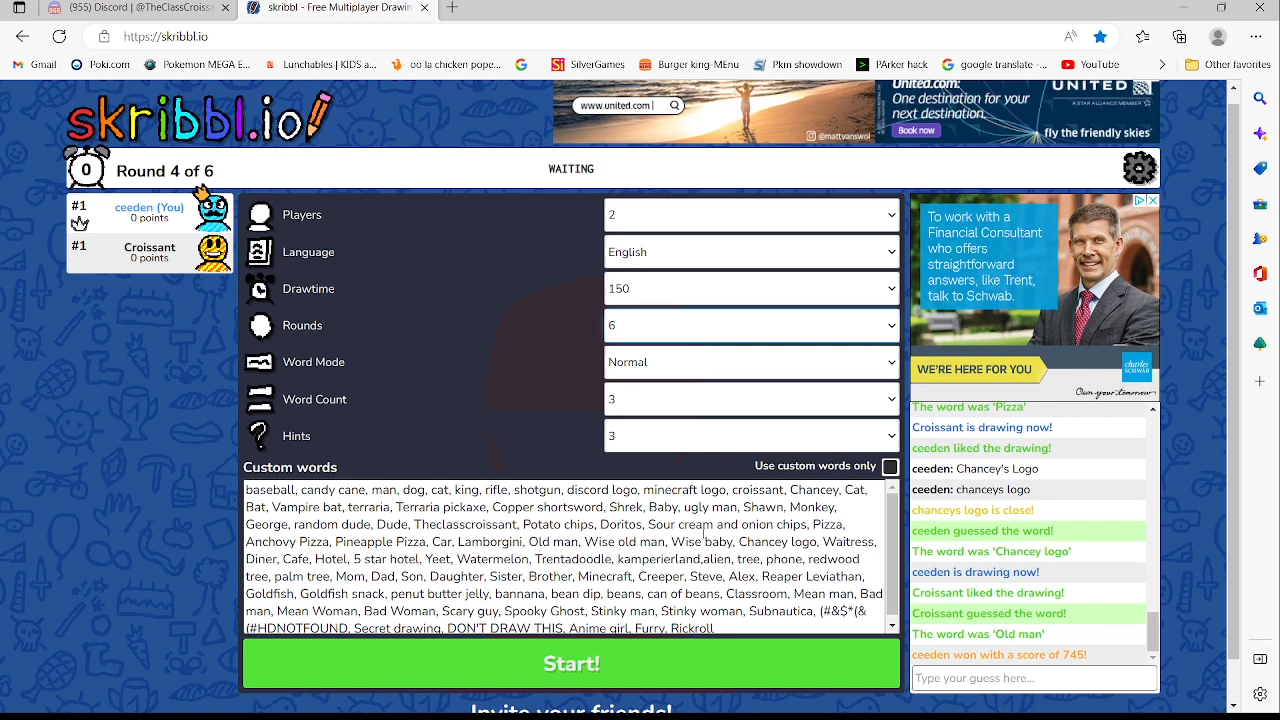 (955) Discord | @TheClassCroissa
skribbl - Free Multiplayer Drawin
https://skribbl.io
Gmail
Poki.com
Pokemon MEGA E...
Lunchables | KIDS a...
oo la clicken pope...
SilverGames
Burger king-MEnu
Pkm showdown
PArker hack
google translate -...
YouTube
Other favorites
skribbl.io
www.united.com
@mattvanswol
United.com:
One destination for your
next destination.
Book now
UNITED
A STAR ALLIANCE MEMBER
fly the friendly skies
0
Round 4 of 6
WAITING
#1
ceeden (You)
0 points
#1
Croissant
0 points
Players
2
Language
English
Drawtime
150
Rounds
6
Word Mode
Normal
Word Count
3
Hints
3
Custom words
Use custom words only
baseball, candy cane, man, dog, cat, king, rifle, shotgun, discord logo, minecraft logo, croissant, Chancey, Cat,
Bat, Vampire bat, terraria, Terraria pickaxe, Copper shortsword, Shrek, Baby, ugly man, Shawn, Monkey,
George, random dude, Dude, Theclasscroissant, Potato chips, Doritos, Sour cream and onion chips, Pizza,
Anchovy Pizza, Pineapple Pizza, Car, Lamborgini, Old man, Wise old man, Wise baby, Chancey logo, Waitress,
Diner, Cafe, Hotel, 5 star hotel, Yeet, Watermelon, Trentadoodle, kamperierland,alien, tree, phone, redwood
tree, palm tree, Mom, Dad, Son, Daughter, Sister, Brother, Minecraft, Creeper, Steve, Alex, Reaper Leviathan,
Goldfish, Goldfish snack, penut butter jelly, bannana, bean dip, beans, can of beans, Classroom, Mean man, Bad
man, Mean Woman, Bad Woman, Scary guy, Spooky Ghost, Stinky man, Stinky woman, Subnautica, (#&$*(&
(#HDNOTFOUND, Secret drawing, DON'T DRAW THIS, Anime girl, Furry, Rickroll
Start!
Invite your friends!
To work with a
Financial Consultant
who offers
straightforward
answers, like Trent,
talk to Schwab.
WE'RE HERE FOR YOU
charles
SCHWAB
Own your tomorrow
The word was 'Pizza'
Croissant is drawing now!
ceeden liked the drawing!
ceeden: Chancey's Logo
ceeden: chanceys logo
chanceys logo is close!
ceeden guessed the word!
The word was 'Chancey logo'
ceeden is drawing now!
Croissant liked the drawing!
Croissant guessed the word!
The word was 'Old man'
ceeden won with a score of 745!
Type your guess here...